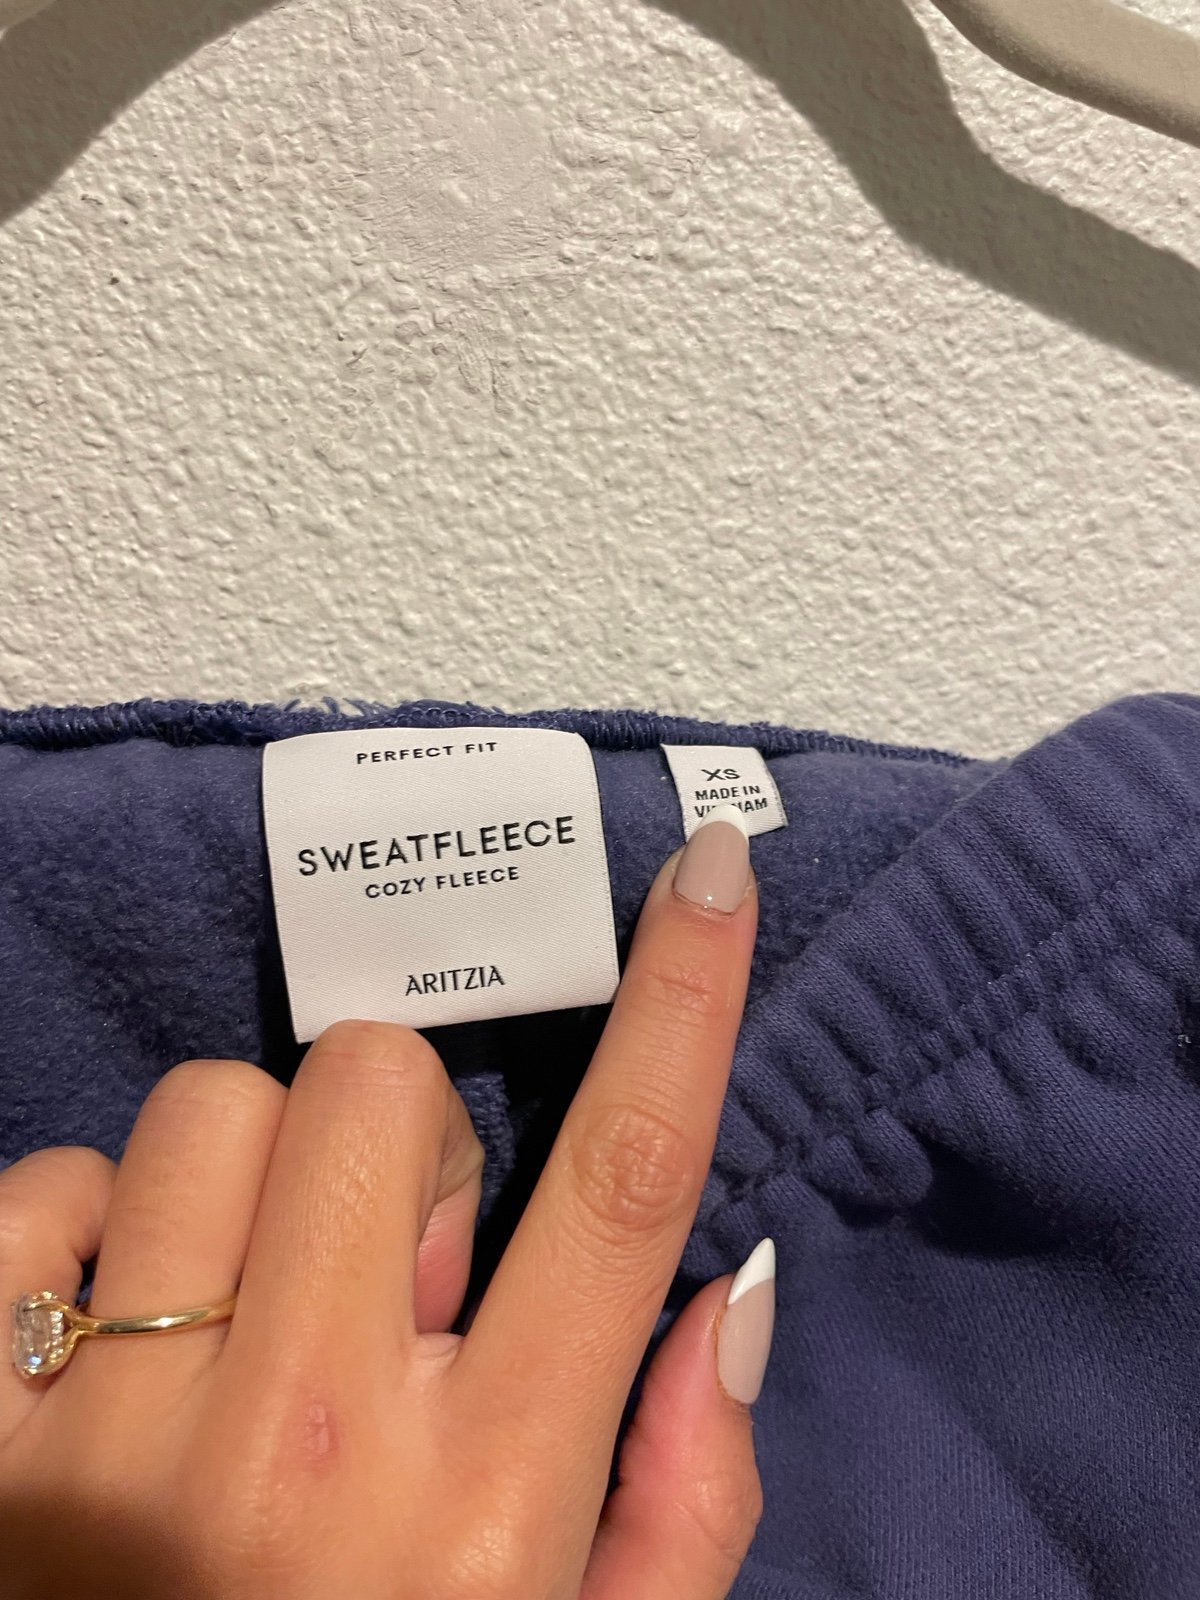 PERFECT FIT
SWEATFLEECE
COZY FLEECE
ARITZIA
XS
MADE IN